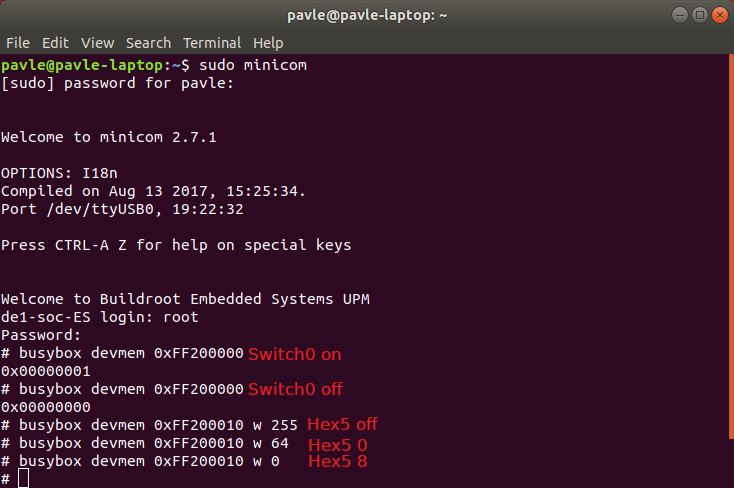 pavle@pavle-laptop: ~
File Edit View Search Terminal Help
pavle@pavle-laptop:~$ sudo minicom
[sudo] password for pavle:
Welcome to minicom 2.7.1
OPTIONS: I18n
Compiled on Aug 13 2017, 15:25:34.
Port /dev/ttyUSB0, 19:22:32
Press CTRL-A Z for help on special keys
Welcome to Buildroot Embedded Systems UPM
de1-soc-ES login: root
Password:
# busybox devmem 0xFF200000 Switch0 on
0x00000001
# busybox devmem 0xFF200000 Switch0 off
0x00000000
# busybox devmem 0xFF200010 w 255 Hex5 off
# busybox devmem 0xFF200010 w 64 Hex5 0
# busybox devmem 0xFF200010 w 0 Hex5 8
#